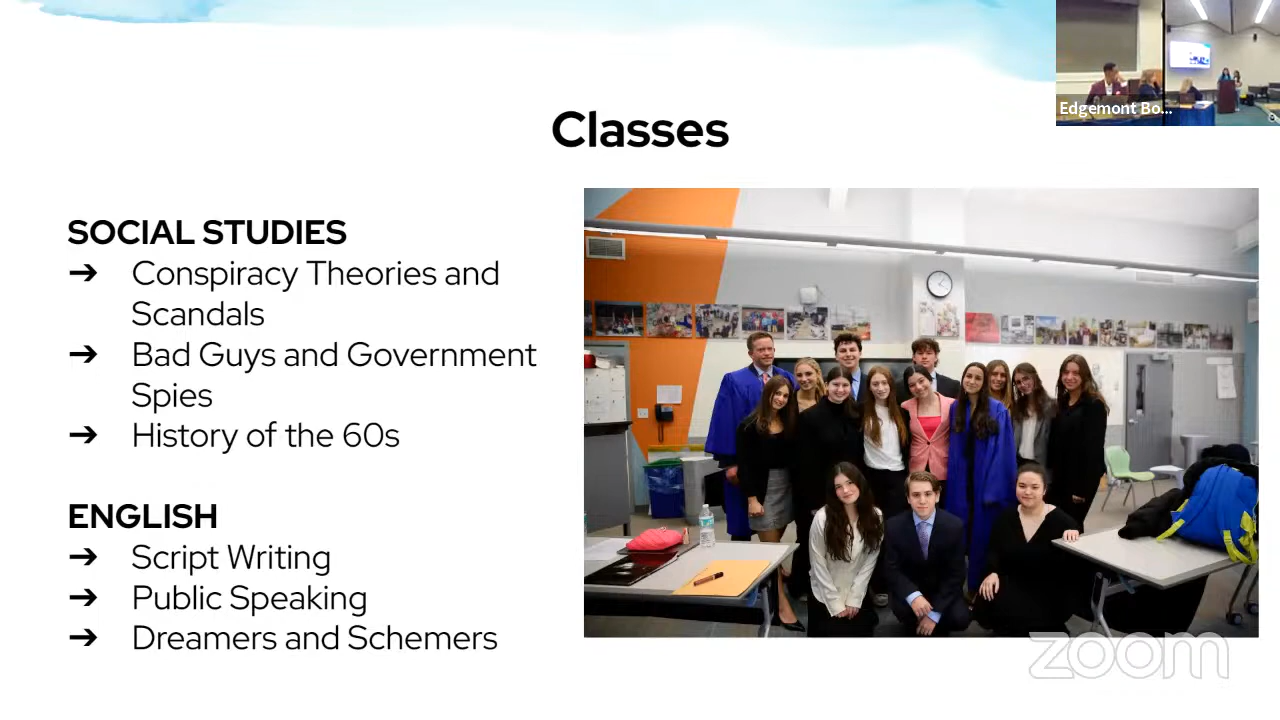 Edgemont Bo...
Classes
SOCIAL STUDIES
➔ Conspiracy Theories and
Scandals
➔ Bad Guys and Government
Spies
➔ History of the 60s
ENGLISH
➔ Script Writing
➔ Public Speaking
➔ Dreamers and Schemers
zoom